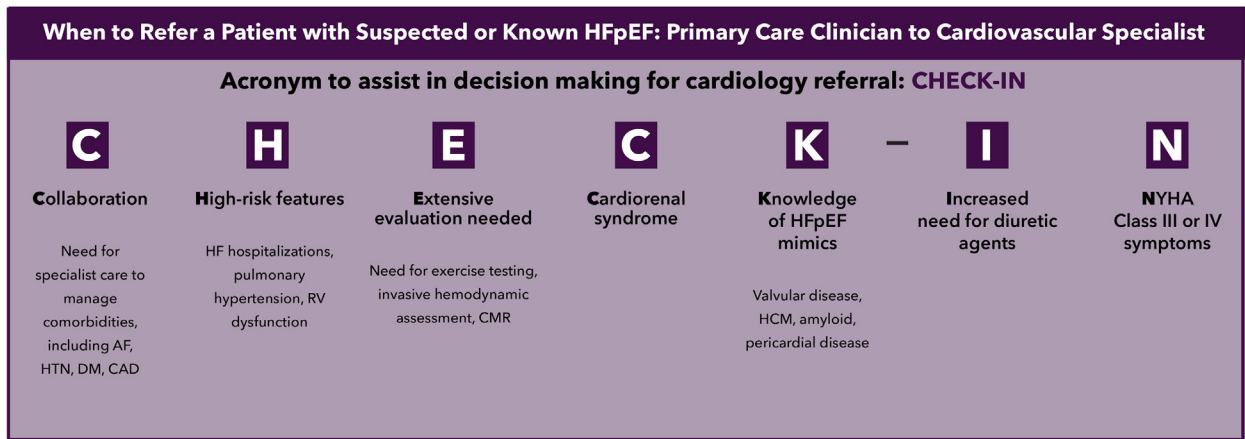 When to Refer a Patient with Suspected or Known HFpEF: Primary Care Clinician to Cardiovascular Specialist
Acronym to assist in decision making for cardiology referral: CHECK-IN
C
Collaboration
Need for
specialist care to
manage
comorbidities,
including AF,
HTN, DM, CAD
H
High-risk features
HF hospitalizations,
pulmonary
hypertension, RV
dysfunction
E
Extensive
evaluation needed
Need for exercise testing,
invasive hemodynamic
assessment, CMR
C
Cardiorenal
syndrome
K
Knowledge
of HFpEF
mimics
Valvular disease,
HCM, amyloid,
pericardial disease
–
I
Increased
need for diuretic
agents
N
NYHA
Class III or IV
symptoms